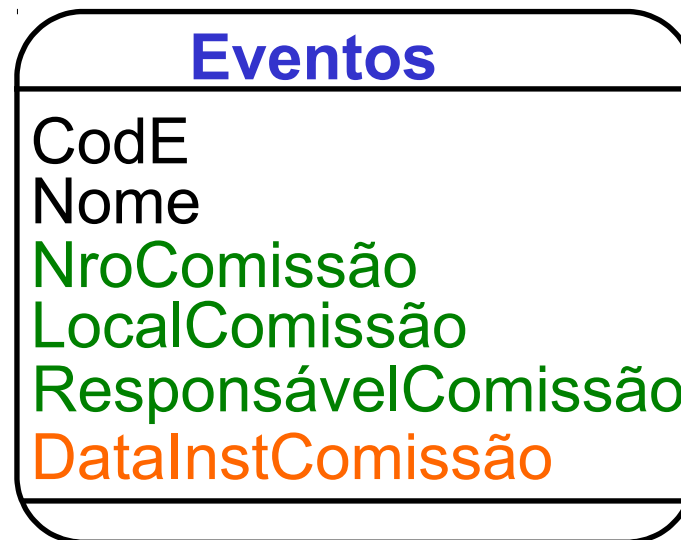 Eventos
CodE
Nome
NroComissão
LocalComissão
ResponsávelComissão
DataInstComissão